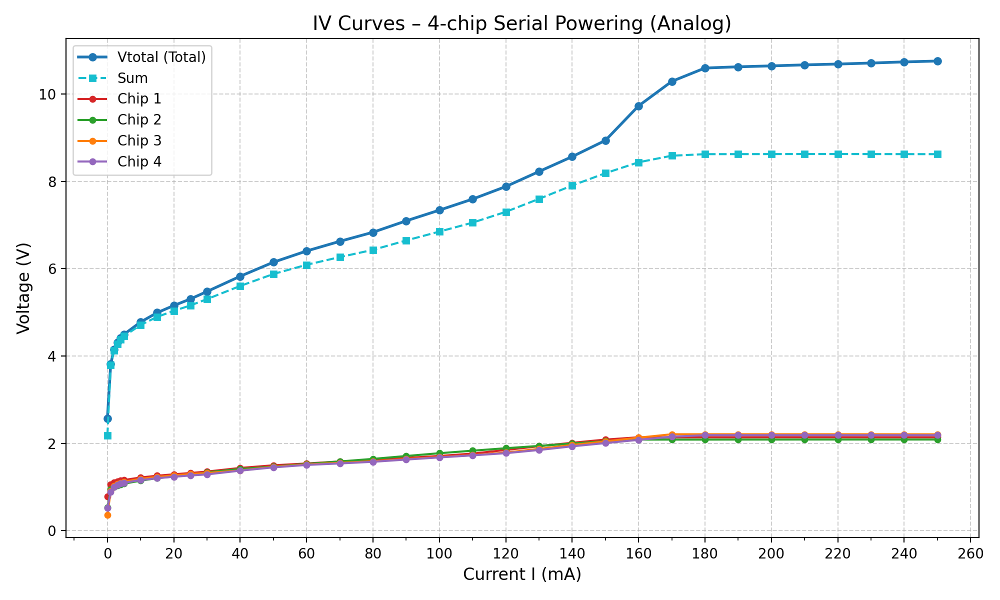 IV Curves – 4-chip Serial Powering (Analog)
Vtotal (Total)
Sum
Chip 1
Chip 2
Chip 3
Chip 4
10
8
6
4
2
0
Voltage (V)
0 20 40 60 80 100 120 140 160 180 200 220 240 260
Current I (mA)